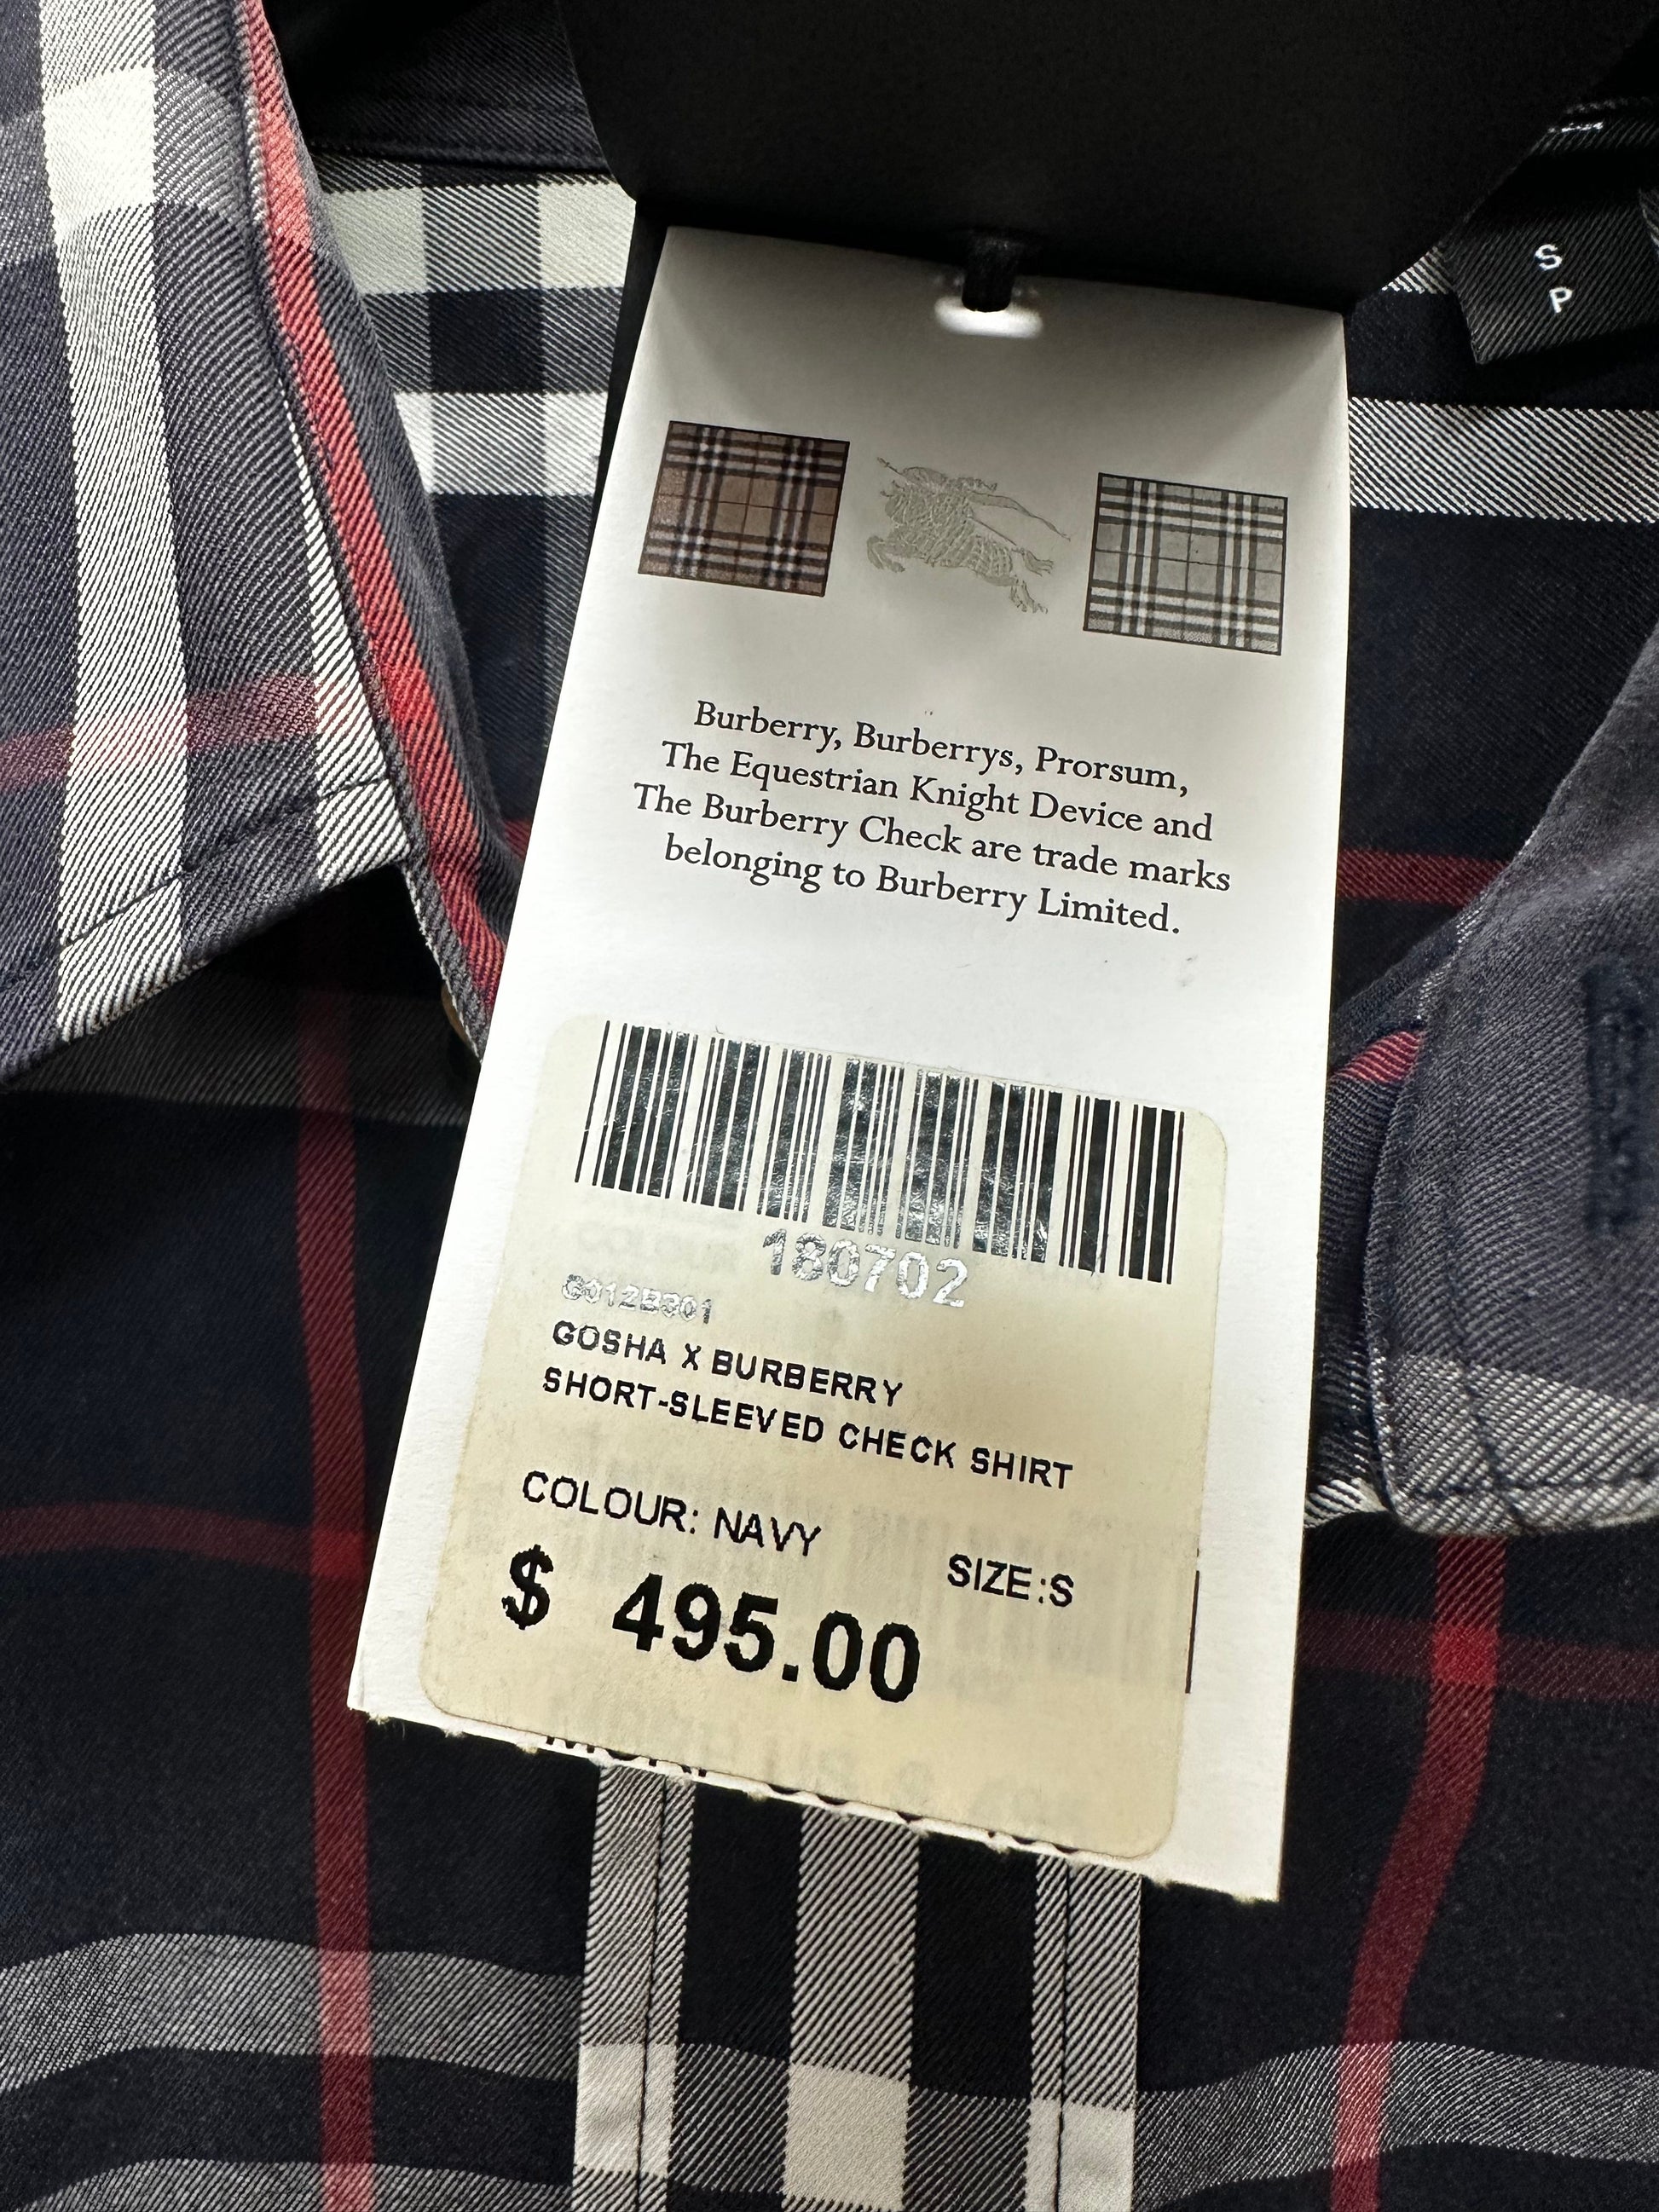 S
P
Burberry, Burberrys, Prorsum,
The Equestrian Knight Device and
The Burberry Check are trade marks
belonging to Burberry Limited.
180702
G012B301
GOSHA X BURBERRY
SHORT-SLEEVED CHECK SHIRT
COLOUR: NAVY
SIZE:S
$ 495.00